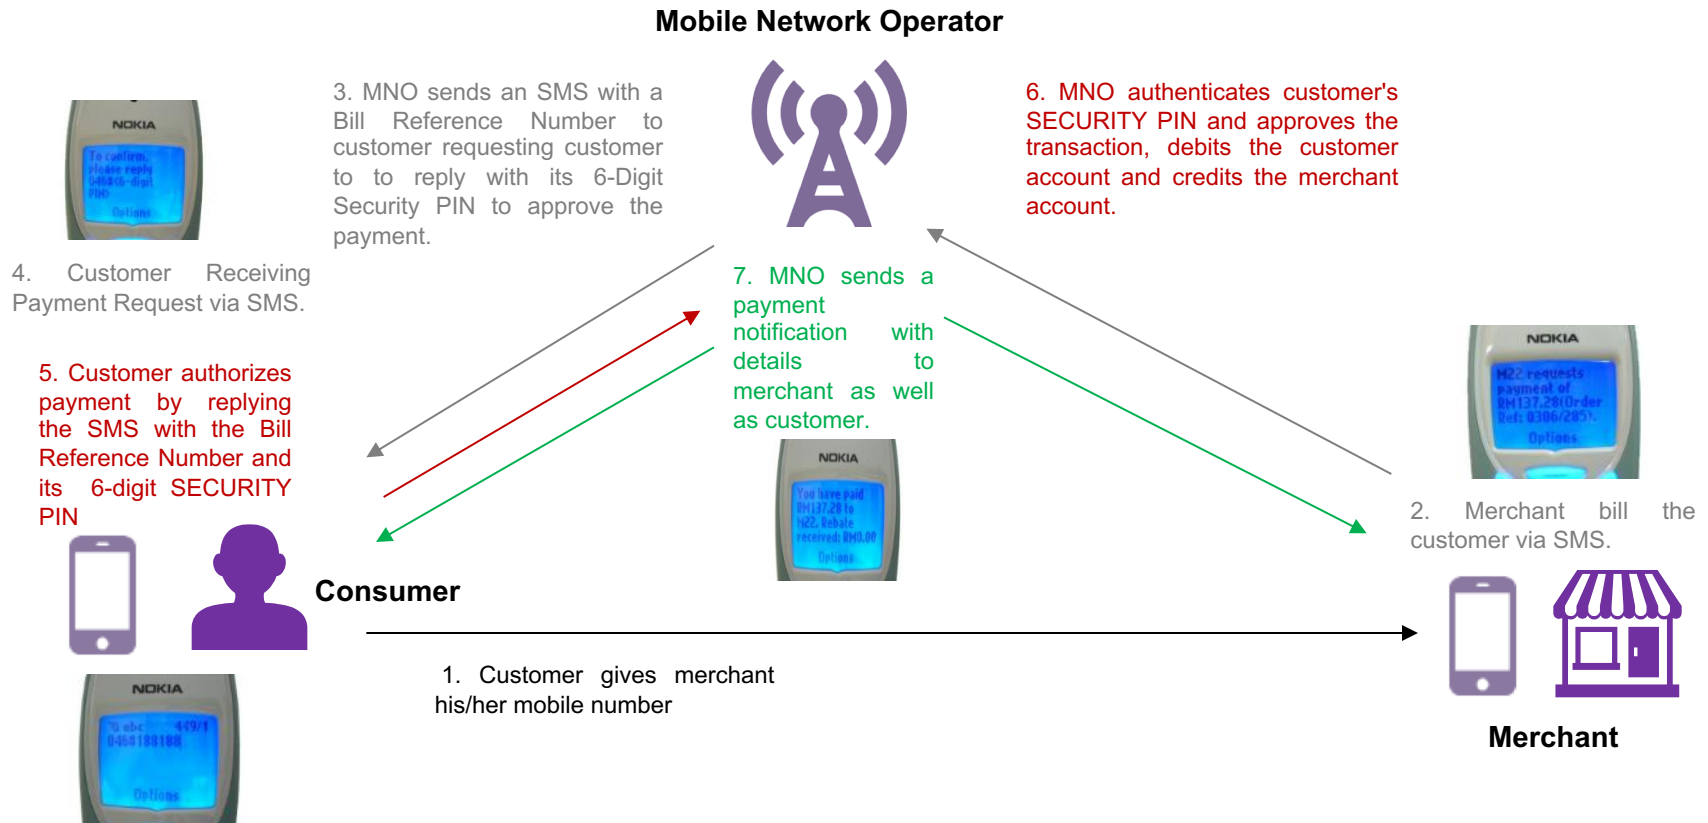 Mobile Network Operator
3. MNO sends an SMS with a
Bill Reference Number to
customer requesting customer
to to reply with its 6-Digit
Security PIN to approve the
payment.
6. MNO authenticates customer's
SECURITY PIN and approves the
transaction, debits the customer
account and credits the merchant
account.
NOKIA
To confirm,
please reply
0468<6-digit
PIN>
Options
4. Customer Receiving
Payment Request via SMS.
7. MNO sends a
payment
notification with
details to
merchant as well
as customer.
NOKIA
M22 requests
payment of
RM137.28(Order
Ref: 0306/285).
Options
5. Customer authorizes
payment by replying
the SMS with the Bill
Reference Number and
its 6-digit SECURITY
PIN
NOKIA
You have paid
RM137.28 to
M22. Rebate
received: RM0.00
Options
2. Merchant bill the
customer via SMS.
Consumer
1. Customer gives merchant
his/her mobile number
NOKIA
abc 449/1
0468188188
Options
Merchant